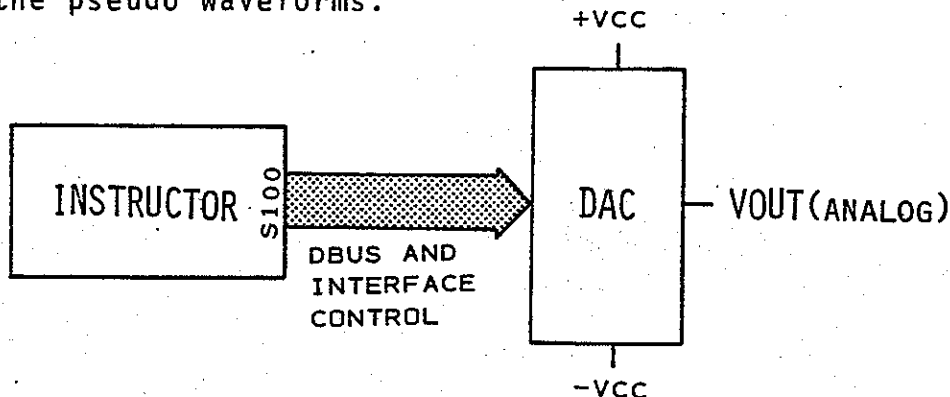 the pseudo waveforms.
+VCC
INSTRUCTOR
S100
DBUS AND
INTERFACE
CONTROL
DAC
VOUT(ANALOG)
-VCC